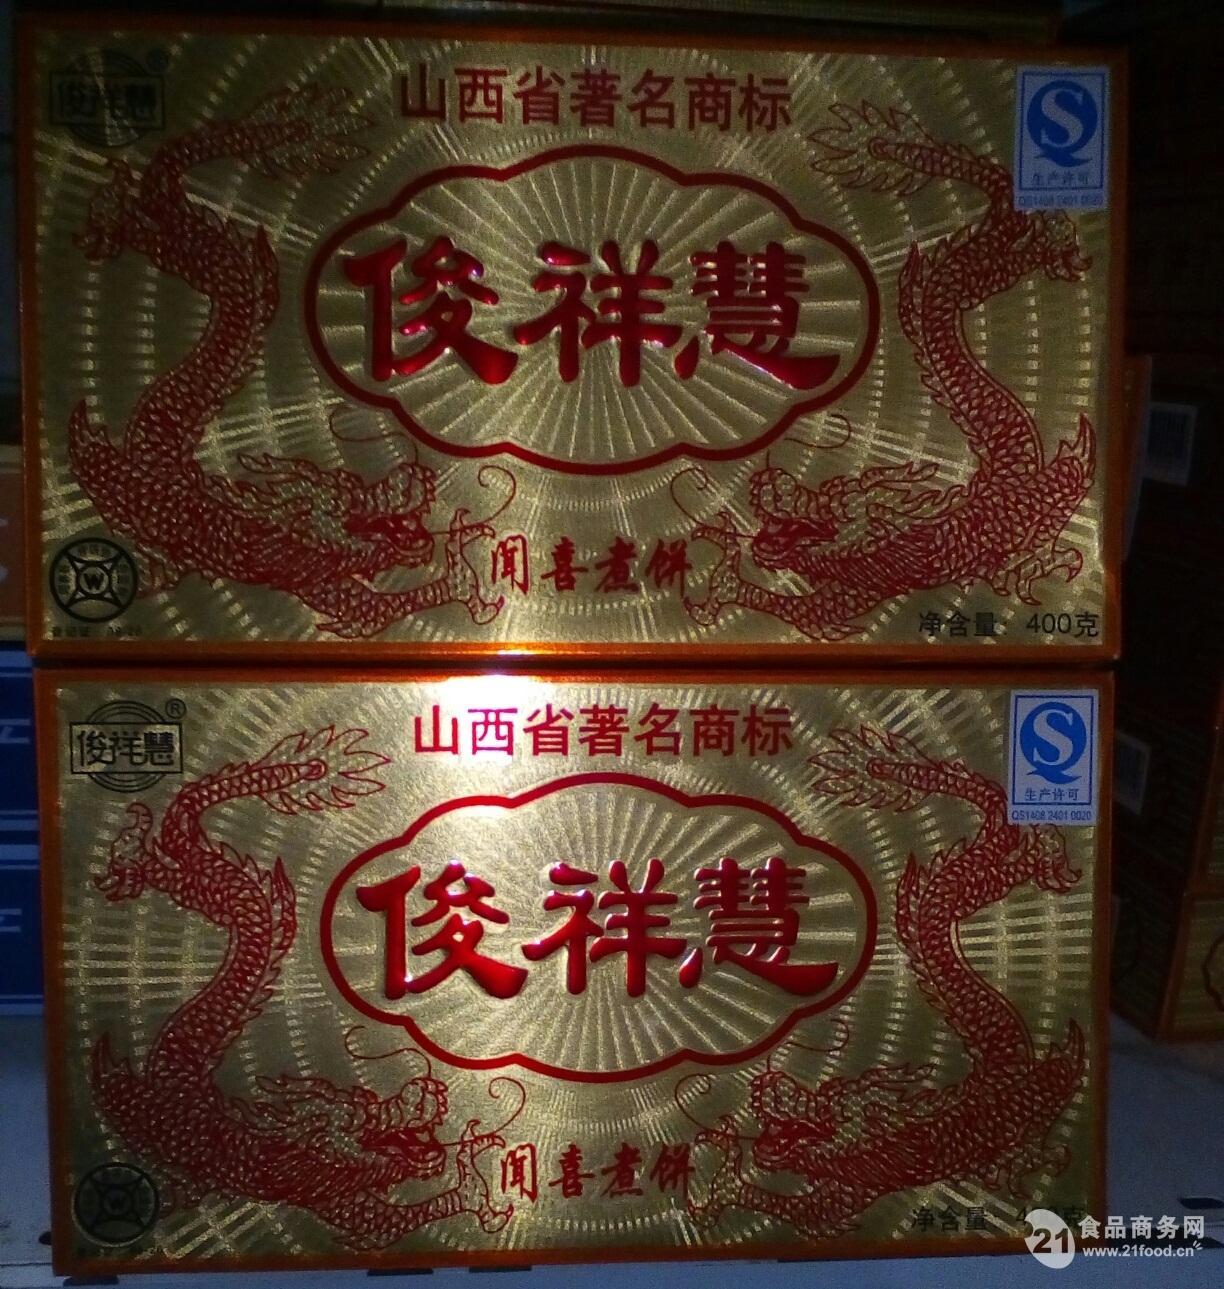 俊祥慧
®
山西省著名商标
生产许可
QS1408 2401 0020
俊祥慧
闻喜煮饼
W
净含量：400克
俊祥慧
®
山西省著名商标
生产许可
QS1408 2401 0020
俊祥慧
闻喜煮饼
W
净含量
21
食品商务网
www.21food.cn